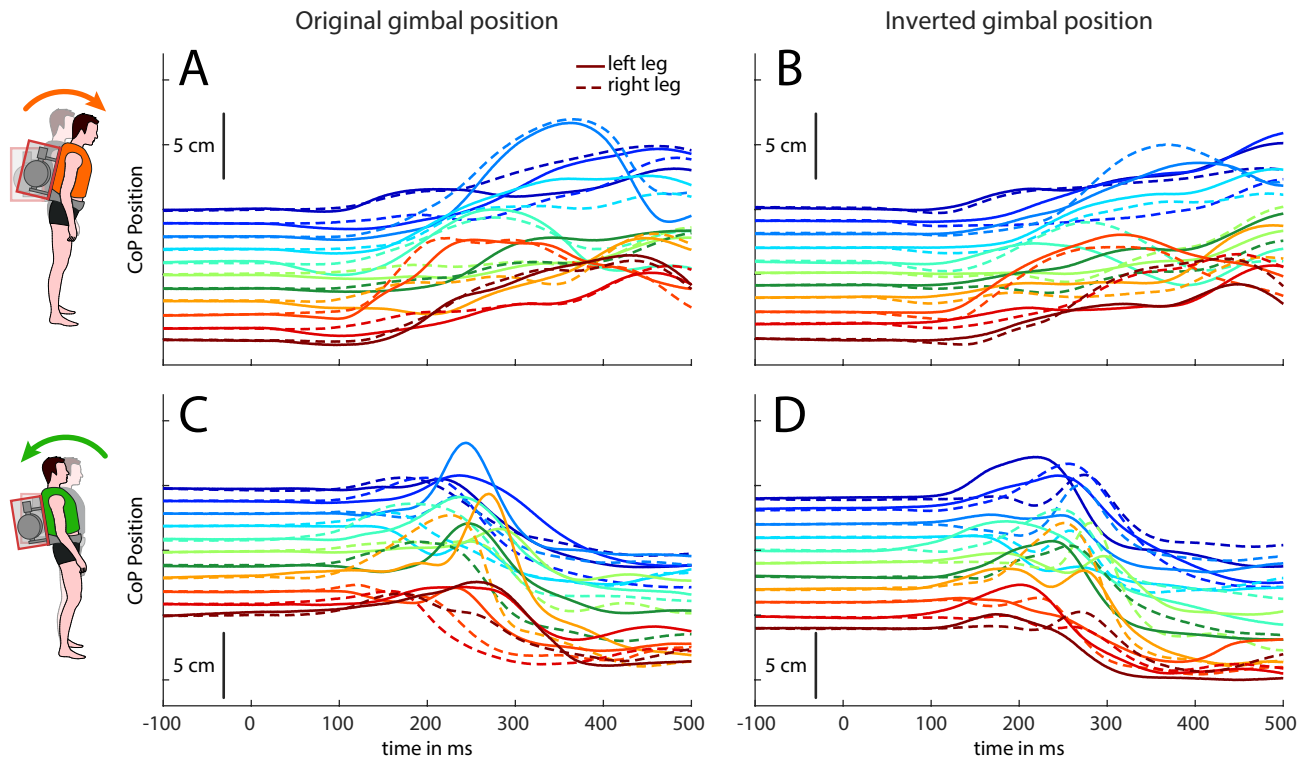 Original gimbal position
Inverted gimbal position
A
left leg
right leg
5 cm
CoP Position
B
5 cm
C
5 cm
CoP Position
-100 0 100 200 300 400 500
time in ms
D
5 cm
-100 0 100 200 300 400 500
time in ms